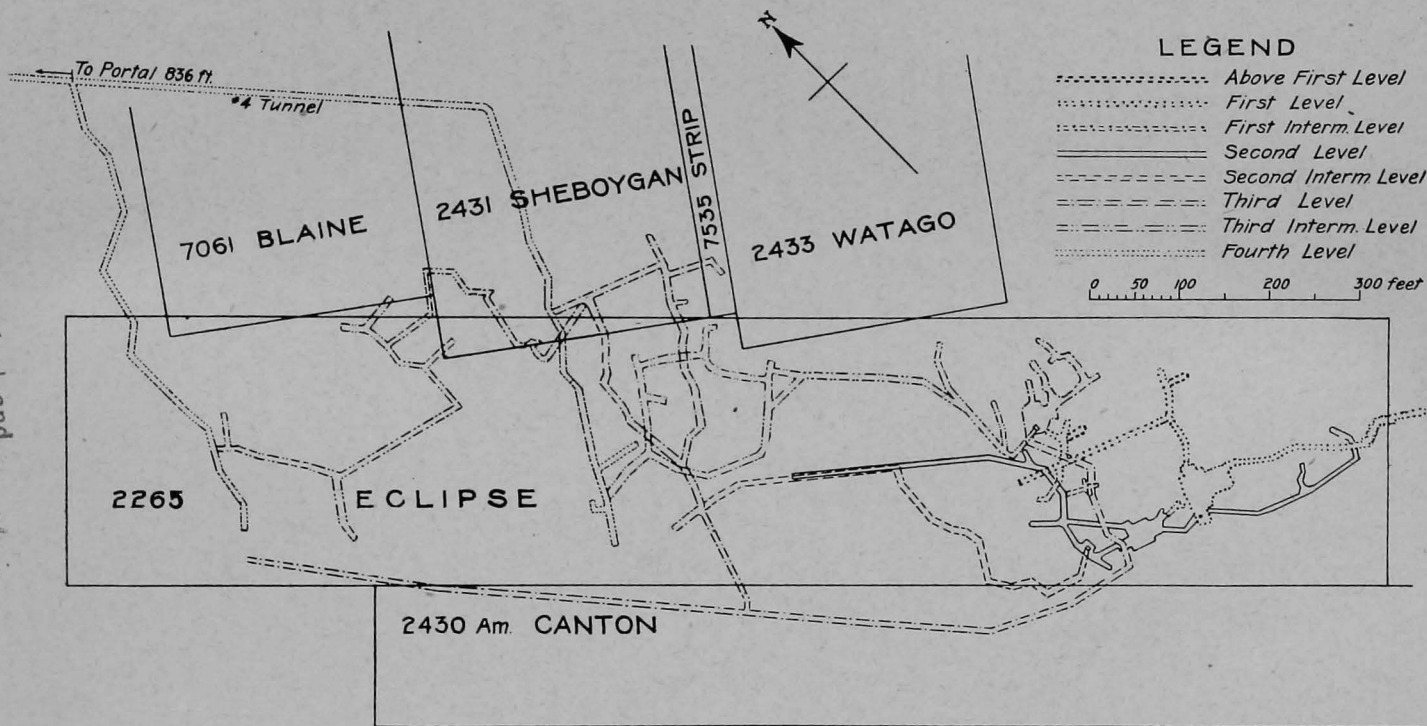 To Portal 836 ft.
#4 Tunnel
N
LEGEND
Above First Level
First Level
First Interm. Level
Second Level
Second Interm. Level
Third Level
Third Interm. Level
Fourth Level
0 50 100 200 300 feet
7061 BLAINE
2431 SHEBOYGAN
7535 STRIP
2433 WATAGO
2265 ECLIPSE
2430 Am. CANTON